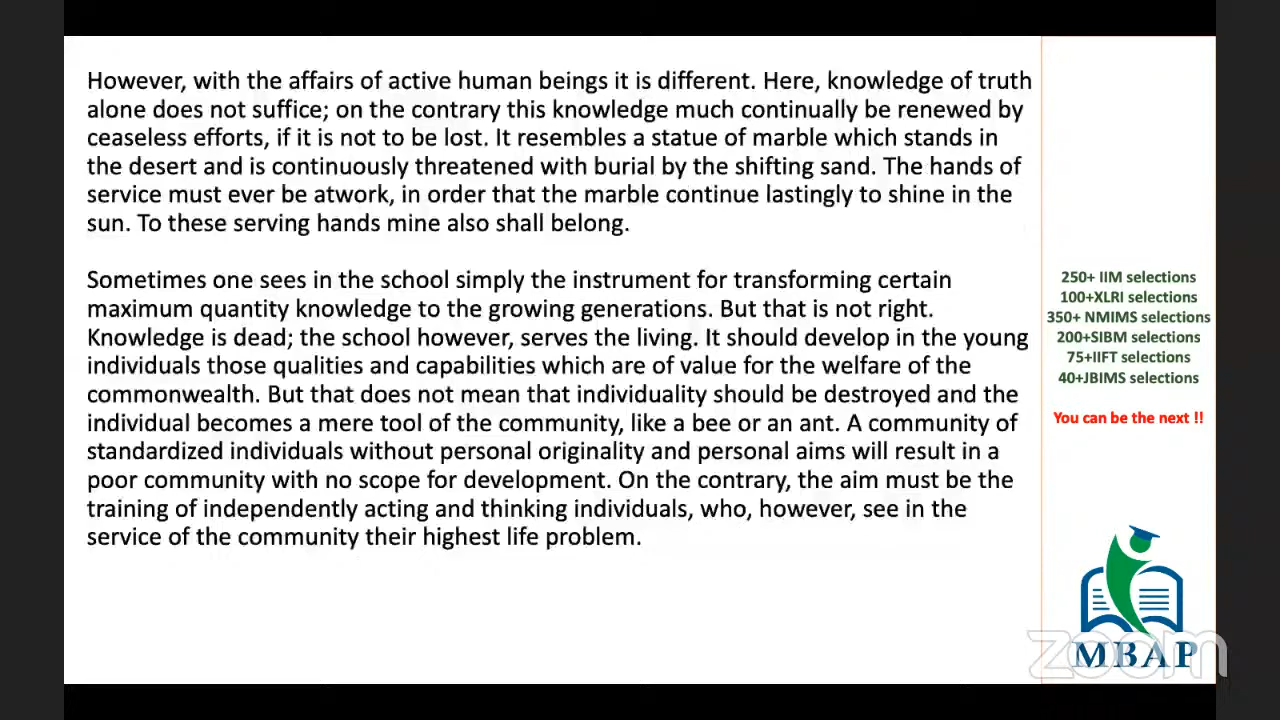 However, with the affairs of active human beings it is different. Here, knowledge of truth
alone does not suffice; on the contrary this knowledge much continually be renewed by
ceaseless efforts, if it is not to be lost. It resembles a statue of marble which stands in
the desert and is continuously threatened with burial by the shifting sand. The hands of
service must ever be atwork, in order that the marble continue lastingly to shine in the
sun. To these serving hands mine also shall belong.
Sometimes one sees in the school simply the instrument for transforming certain
maximum quantity knowledge to the growing generations. But that is not right.
Knowledge is dead; the school however, serves the living. It should develop in the young
individuals those qualities and capabilities which are of value for the welfare of the
commonwealth. But that does not mean that individuality should be destroyed and the
individual becomes a mere tool of the community, like a bee or an ant. A community of
standardized individuals without personal originality and personal aims will result in a
poor community with no scope for development. On the contrary, the aim must be the
training of independently acting and thinking individuals, who, however, see in the
service of the community their highest life problem.
250+ IIM selections
100+XLRI selections
350+ NMIMS selections
200+SIBM selections
75+IIFT selections
40+JBIMS selections
You can be the next !!
zoom
MBAP